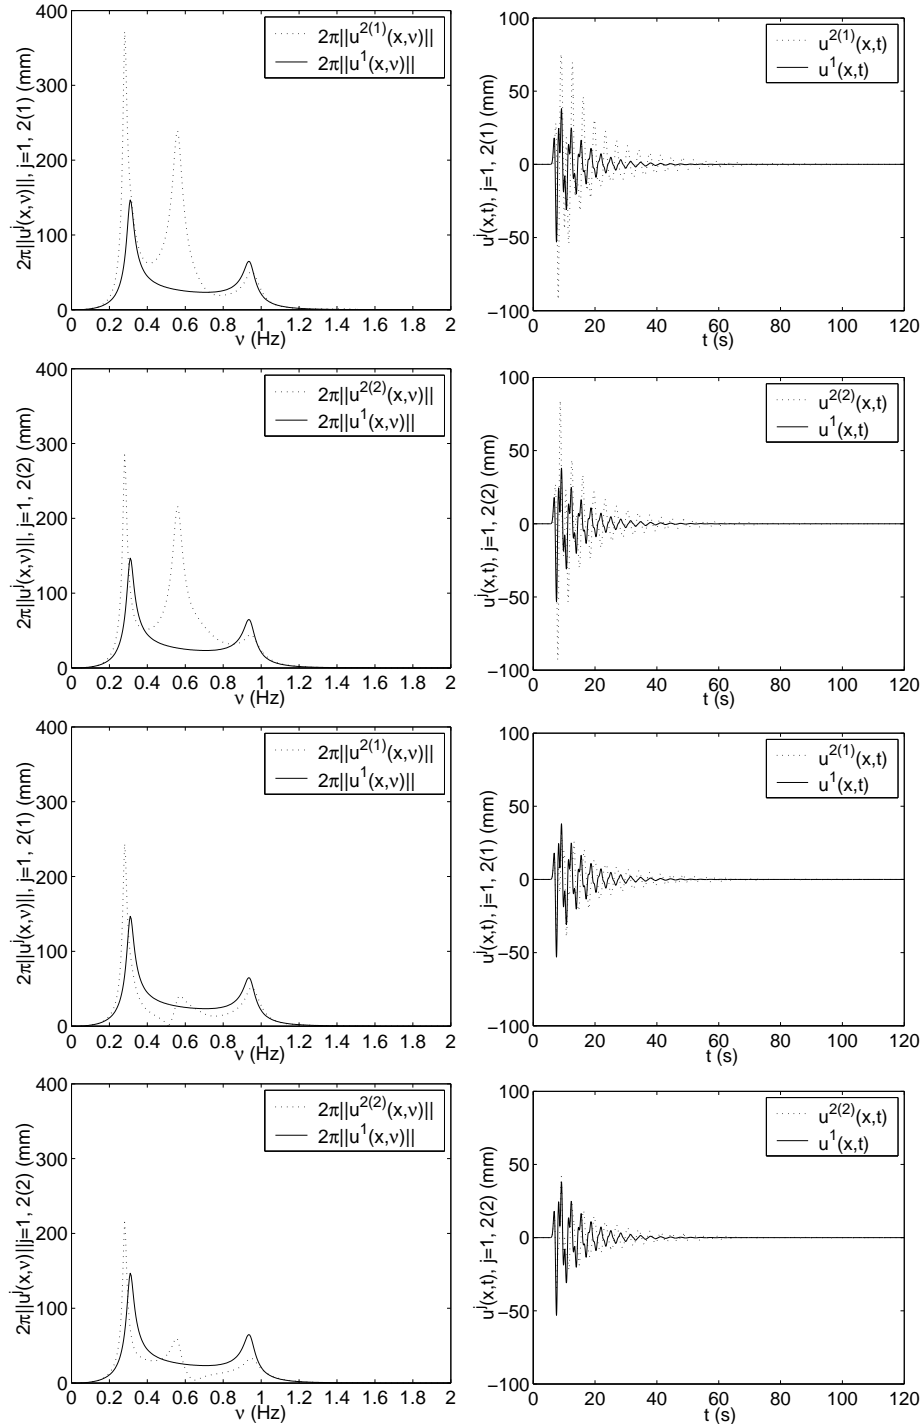 2π||u^j(x,ν)||, j=1, 2(1) (mm)
400
300
200
100
0
0 0.2 0.4 0.6 0.8 1 1.2 1.4 1.6 1.8 2
ν (Hz)
2π||u^2(1)(x,ν)||
2π||u^1(x,ν)||
u^j(x,t), j=1, 2(1) (mm)
100
50
0
−50
−100
0 20 40 60 80 100 120
t (s)
u^2(1)(x,t)
u^1(x,t)
2π||u^j(x,ν)||, j=1, 2(2) (mm)
400
300
200
100
0
0 0.2 0.4 0.6 0.8 1 1.2 1.4 1.6 1.8 2
ν (Hz)
2π||u^2(2)(x,ν)||
2π||u^1(x,ν)||
u^j(x,t), j=1, 2(2) (mm)
100
50
0
−50
−100
0 20 40 60 80 100 120
t (s)
u^2(2)(x,t)
u^1(x,t)
2π||u^j(x,ν)||, j=1, 2(1) (mm)
400
300
200
100
0
0 0.2 0.4 0.6 0.8 1 1.2 1.4 1.6 1.8 2
ν (Hz)
2π||u^2(1)(x,ν)||
2π||u^1(x,ν)||
u^j(x,t), j=1, 2(1) (mm)
100
50
0
−50
−100
0 20 40 60 80 100 120
t (s)
u^2(1)(x,t)
u^1(x,t)
2π||u^j(x,ν)||j=1, 2(2) (mm)
400
300
200
100
0
0 0.2 0.4 0.6 0.8 1 1.2 1.4 1.6 1.8 2
ν (Hz)
2π||u^2(2)(x,ν)||
2π||u^1(x,ν)||
u^j(x,t), j=1, 2(2) (mm)
100
50
0
−50
−100
0 20 40 60 80 100 120
t (s)
u^2(2)(x,t)
u^1(x,t)